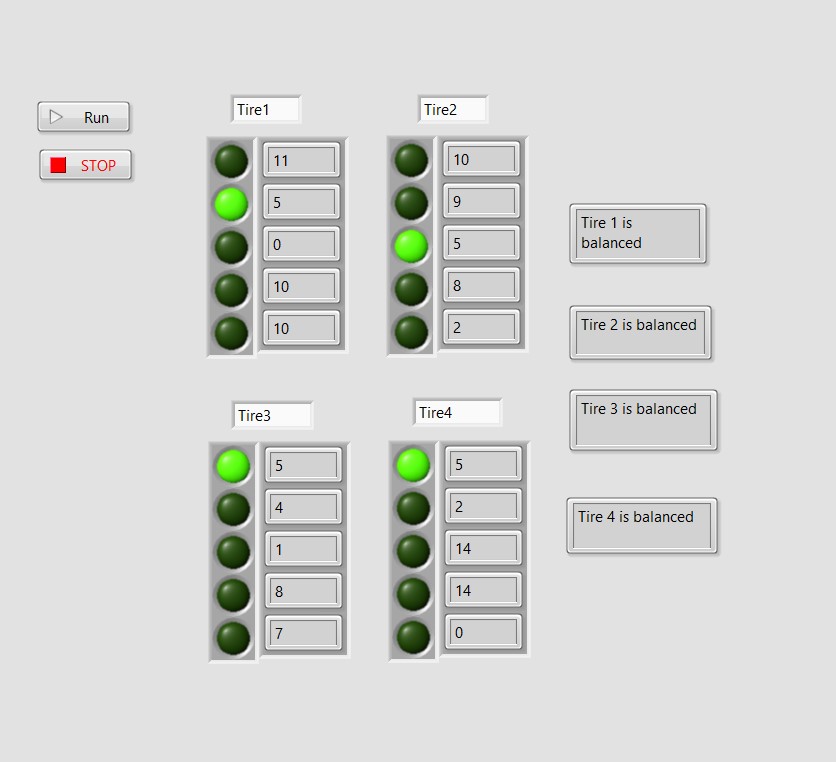 Run
STOP
Tire1
11
5
0
10
10
Tire2
10
9
5
8
2
Tire3
5
4
1
8
7
Tire4
5
2
14
14
0
Tire 1 is
balanced
Tire 2 is balanced
Tire 3 is balanced
Tire 4 is balanced